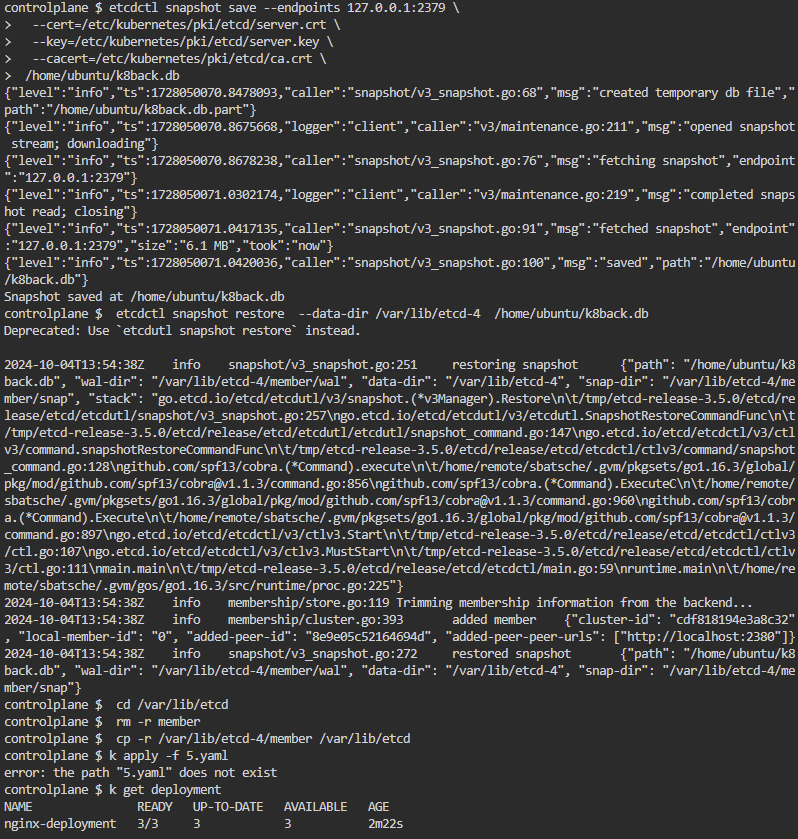 controlplane $ etcdctl snapshot save --endpoints 127.0.0.1:2379 \
>   --cert=/etc/kubernetes/pki/etcd/server.crt \
>   --key=/etc/kubernetes/pki/etcd/server.key \
>   --cacert=/etc/kubernetes/pki/etcd/ca.crt \
>  /home/ubuntu/k8back.db
{"level":"info","ts":1728050070.8478093,"caller":"snapshot/v3_snapshot.go:68","msg":"created temporary db file","
path":"/home/ubuntu/k8back.db.part"}
{"level":"info","ts":1728050070.8675668,"logger":"client","caller":"v3/maintenance.go:211","msg":"opened snapshot
 stream; downloading"}
{"level":"info","ts":1728050070.8678238,"caller":"snapshot/v3_snapshot.go:76","msg":"fetching snapshot","endpoint
":"127.0.0.1:2379"}
{"level":"info","ts":1728050071.0302174,"logger":"client","caller":"v3/maintenance.go:219","msg":"completed snaps
hot read; closing"}
{"level":"info","ts":1728050071.0417135,"caller":"snapshot/v3_snapshot.go:91","msg":"fetched snapshot","endpoint"
:"127.0.0.1:2379","size":"6.1 MB","took":"now"}
{"level":"info","ts":1728050071.0420036,"caller":"snapshot/v3_snapshot.go:100","msg":"saved","path":"/home/ubuntu
/k8back.db"}
Snapshot saved at /home/ubuntu/k8back.db
controlplane $  etcdctl snapshot restore  --data-dir /var/lib/etcd-4  /home/ubuntu/k8back.db
Deprecated: Use `etcdutl snapshot restore` instead.

2024-10-04T13:54:38Z    info    snapshot/v3_snapshot.go:251     restoring snapshot      {"path": "/home/ubuntu/k8
back.db", "wal-dir": "/var/lib/etcd-4/member/wal", "data-dir": "/var/lib/etcd-4", "snap-dir": "/var/lib/etcd-4/me
mber/snap", "stack": "go.etcd.io/etcd/etcdutl/v3/snapshot.(*v3Manager).Restore\n\t/tmp/etcd-release-3.5.0/etcd/re
lease/etcd/etcdutl/snapshot/v3_snapshot.go:257\ngo.etcd.io/etcd/etcdutl/v3/etcdutl.SnapshotRestoreCommandFunc\n\t
/tmp/etcd-release-3.5.0/etcd/release/etcd/etcdutl/etcdutl/snapshot_command.go:147\ngo.etcd.io/etcd/etcdctl/v3/ctl
v3/command.snapshotRestoreCommandFunc\n\t/tmp/etcd-release-3.5.0/etcd/release/etcd/etcdctl/ctlv3/command/snapshot
_command.go:128\ngithub.com/spf13/cobra.(*Command).execute\n\t/home/remote/sbatsche/.gvm/pkgsets/go1.16.3/global/
pkg/mod/github.com/spf13/cobra@v1.1.3/command.go:856\ngithub.com/spf13/cobra.(*Command).ExecuteC\n\t/home/remote/
sbatsche/.gvm/pkgsets/go1.16.3/global/pkg/mod/github.com/spf13/cobra@v1.1.3/command.go:960\ngithub.com/spf13/cobr
a.(*Command).Execute\n\t/home/remote/sbatsche/.gvm/pkgsets/go1.16.3/global/pkg/mod/github.com/spf13/cobra@v1.1.3/
command.go:897\ngo.etcd.io/etcd/etcdctl/v3/ctlv3.Start\n\t/tmp/etcd-release-3.5.0/etcd/release/etcd/etcdctl/ctlv3
/ctl.go:107\ngo.etcd.io/etcd/etcdctl/v3/ctlv3.MustStart\n\t/tmp/etcd-release-3.5.0/etcd/release/etcd/etcdctl/ctlv
3/ctl.go:111\nmain.main\n\t/tmp/etcd-release-3.5.0/etcd/release/etcd/etcdctl/main.go:59\nruntime.main\n\t/home/re
mote/sbatsche/.gvm/gos/go1.16.3/src/runtime/proc.go:225"}
2024-10-04T13:54:38Z    info    membership/store.go:119 Trimming membership information from the backend...
2024-10-04T13:54:38Z    info    membership/cluster.go:393       added member    {"cluster-id": "cdf818194e3a8c32"
, "local-member-id": "0", "added-peer-id": "8e9e05c52164694d", "added-peer-peer-urls": ["http://localhost:2380"]}
2024-10-04T13:54:38Z    info    snapshot/v3_snapshot.go:272     restored snapshot       {"path": "/home/ubuntu/k8
back.db", "wal-dir": "/var/lib/etcd-4/member/wal", "data-dir": "/var/lib/etcd-4", "snap-dir": "/var/lib/etcd-4/me
mber/snap"}
controlplane $  cd /var/lib/etcd
controlplane $  rm -r member
controlplane $  cp -r /var/lib/etcd-4/member /var/lib/etcd
controlplane $ k apply -f 5.yaml
error: the path "5.yaml" does not exist
controlplane $ k get deployment
NAME               READY   UP-TO-DATE   AVAILABLE   AGE
nginx-deployment   3/3     3            3           2m22s